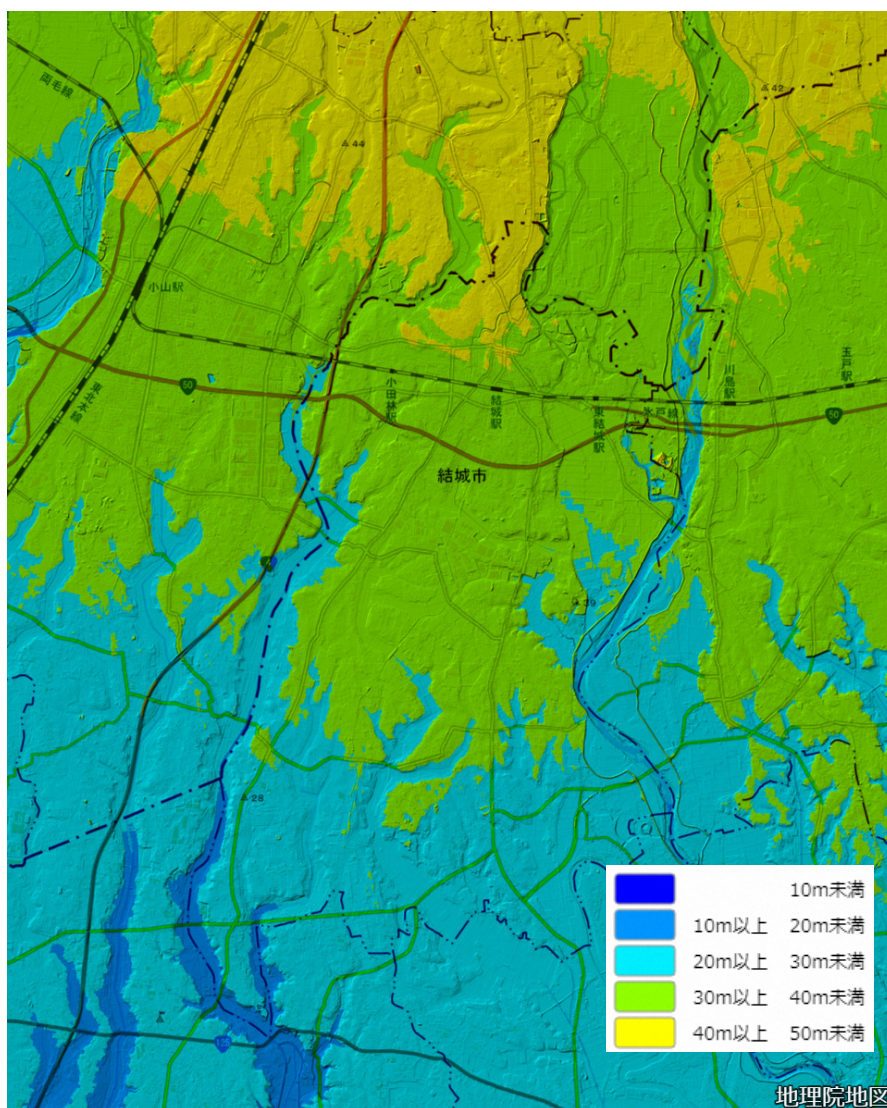 両毛線
42
44
小山駅
玉戸駅
川島駅
50
小田林駅
結城駅
東結城駅
水戸線
50
東北本線
結城市
29
28
10m未満
10m以上 20m未満
20m以上 30m未満
30m以上 40m未満
40m以上 50m未満
125
地理院地図